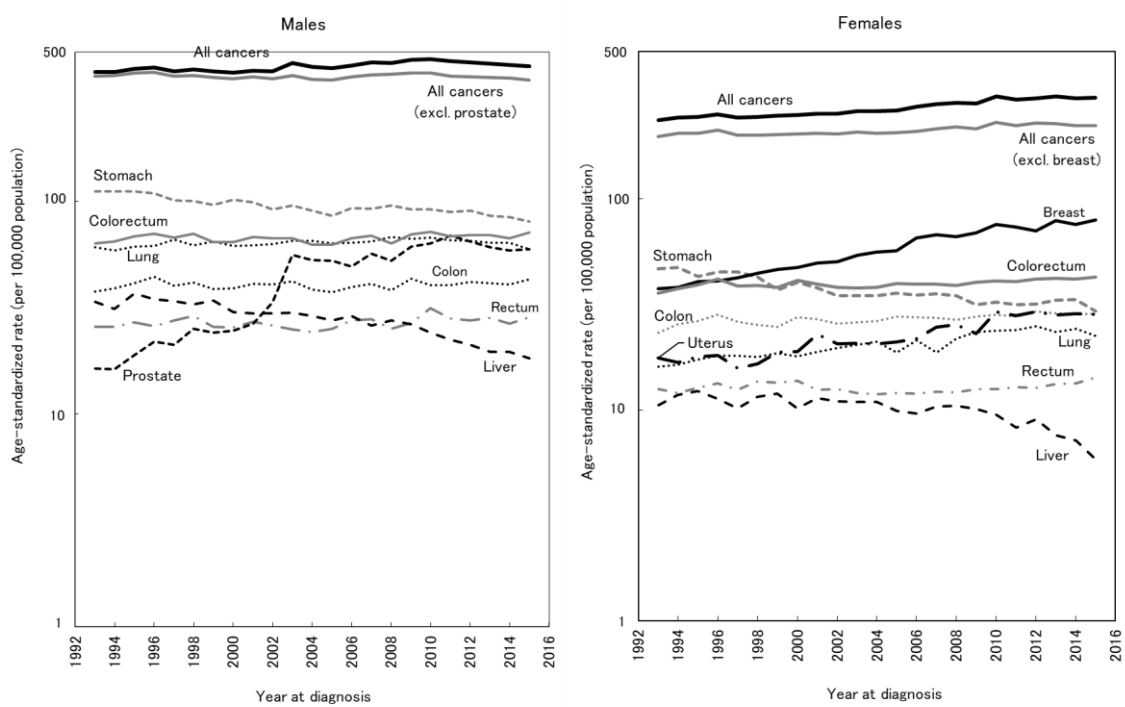 Males
Age-standardized rate (per 100,000 population)
500
100
10
1
All cancers
All cancers
(excl. prostate)
Stomach
Colorectum
Lung
Colon
Rectum
Prostate
Liver
1992
1994
1996
1998
2000
2002
2004
2006
2008
2010
2012
2014
2016
Year at diagnosis
Females
Age-standardized rate (per 100,000 population)
500
100
10
1
All cancers
All cancers
(excl. breast)
Breast
Stomach
Colorectum
Colon
Uterus
Lung
Rectum
Liver
1992
1994
1996
1998
2000
2002
2004
2006
2008
2010
2012
2014
2016
Year at diagnosis